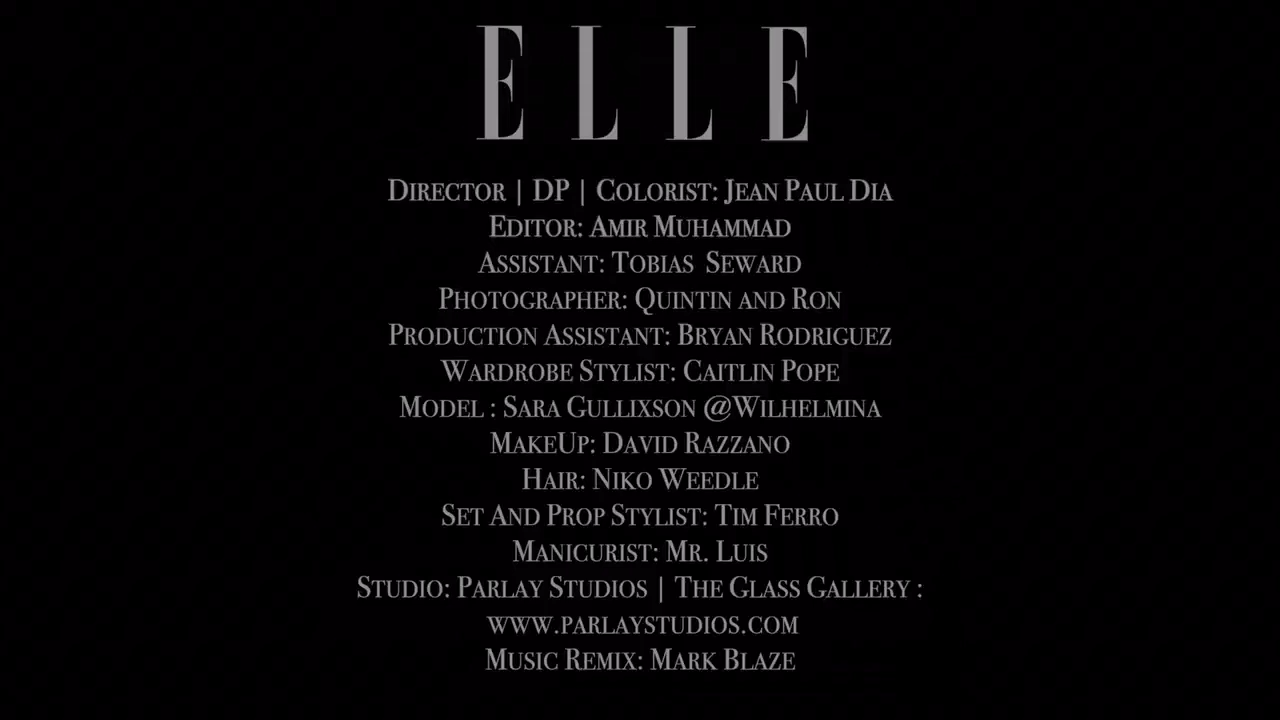 ELLE
DIRECTOR | DP | COLORIST: JEAN PAUL DIA
EDITOR: AMIR MUHAMMAD
ASSISTANT: TOBIAS SEWARD
PHOTOGRAPHER: QUINTIN AND RON
PRODUCTION ASSISTANT: BRYAN RODRIGUEZ
WARDROBE STYLIST: CAITLIN POPE
MODEL : SARA GULLIXSON @WILHELMINA
MAKEUP: DAVID RAZZANO
HAIR: NIKO WEEDLE
SET AND PROP STYLIST: TIM FERRO
MANICURIST: MR. LUIS
STUDIO: PARLAY STUDIOS | THE GLASS GALLERY :
WWW.PARLAYSTUDIOS.COM
MUSIC REMIX: MARK BLAZE